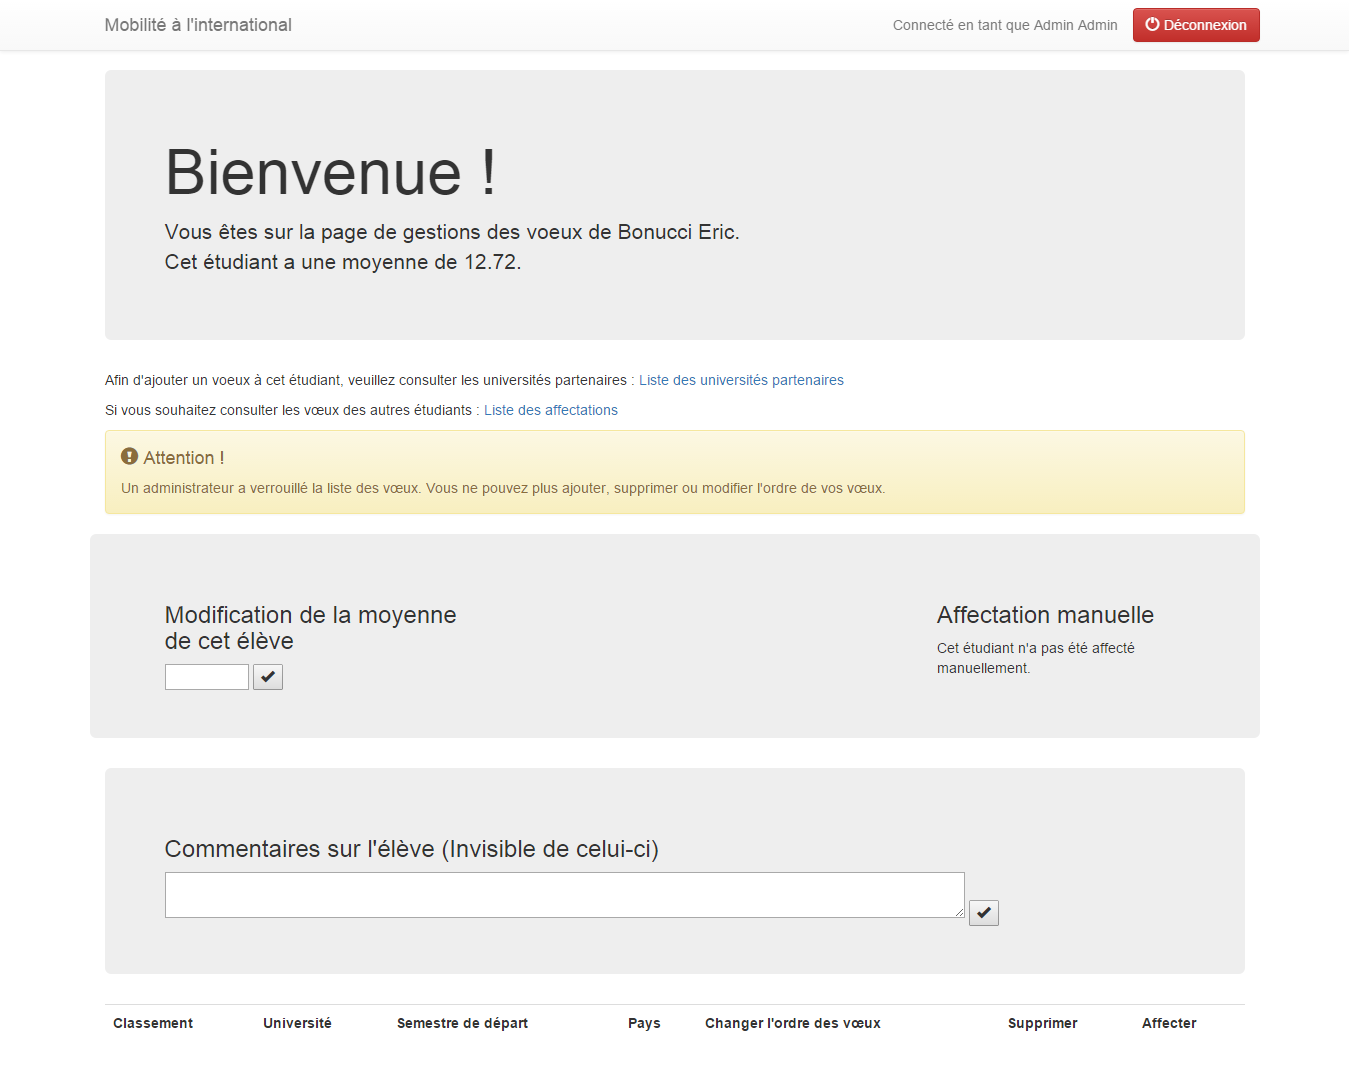 Mobilité à l'international
Connecté en tant que Admin Admin
Déconnexion
Bienvenue !
Vous êtes sur la page de gestions des voeux de Bonucci Eric.
Cet étudiant a une moyenne de 12.72.
Afin d'ajouter un voeux à cet étudiant, veuillez consulter les universités partenaires : Liste des universités partenaires
Si vous souhaitez consulter les vœux des autres étudiants : Liste des affectations
Attention !
Un administrateur a verrouillé la liste des vœux. Vous ne pouvez plus ajouter, supprimer ou modifier l'ordre de vos vœux.
Modification de la moyenne
de cet élève
Affectation manuelle
Cet étudiant n'a pas été affecté
manuellement.
Commentaires sur l'élève (Invisible de celui-ci)
Classement Université Semestre de départ Pays Changer l'ordre des vœux Supprimer Affecter